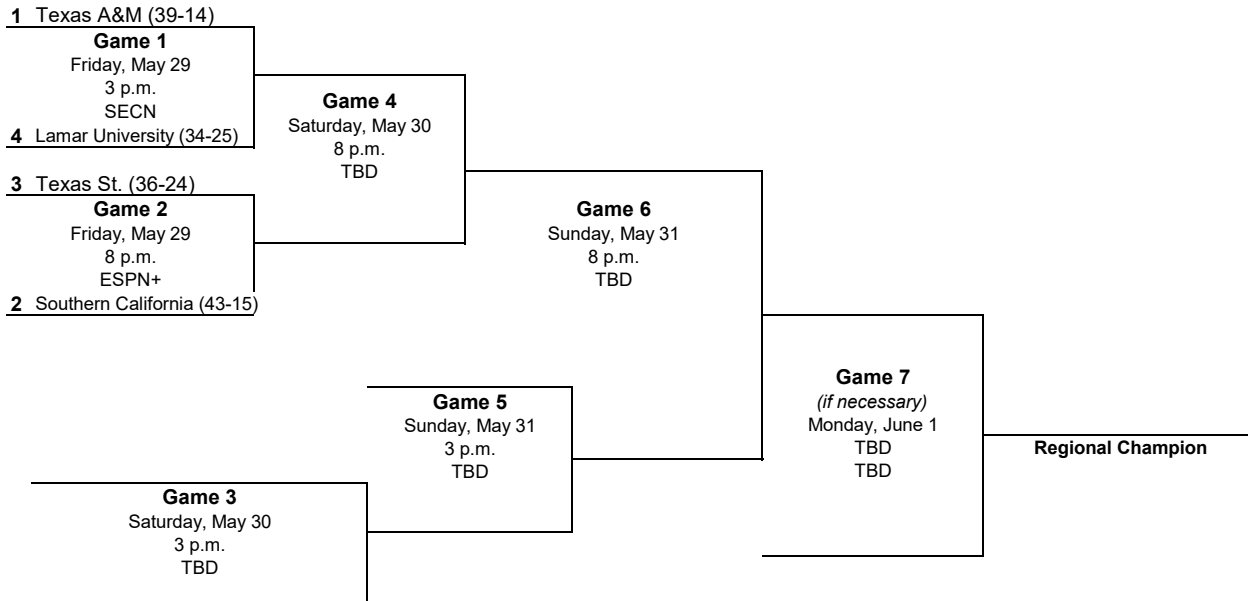 1 Texas A&M (39-14)
Game 1
Friday, May 29
3 p.m.
SECN
4 Lamar University (34-25)
3 Texas St. (36-24)
Game 2
Friday, May 29
8 p.m.
ESPN+
2 Southern California (43-15)
Game 4
Saturday, May 30
8 p.m.
TBD
Game 6
Sunday, May 31
8 p.m.
TBD
Game 5
Sunday, May 31
3 p.m.
TBD
Game 3
Saturday, May 30
3 p.m.
TBD
Game 7
(if necessary)
Monday, June 1
TBD
TBD
Regional Champion